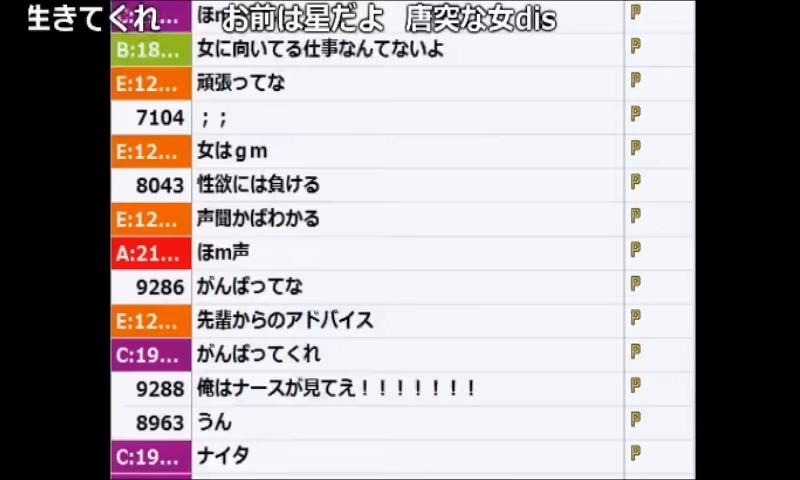 生きてくれ お前は星だよ 唐突な女dis
C:19... ほm P
B:18... 女に向いてる仕事なんてないよ P
E:12... 頑張ってな P
7104 ；； P
E:12... 女はｇｍ P
8043 性欲には負ける P
E:12... 声聞かばわかる P
A:21... ほm声 P
9286 がんばってな P
E:12... 先輩からのアドバイス P
C:19... がんばってくれ P
9288 俺はナースが見てえ！！！！！！！ P
8963 うん P
C:19... ナイタ P